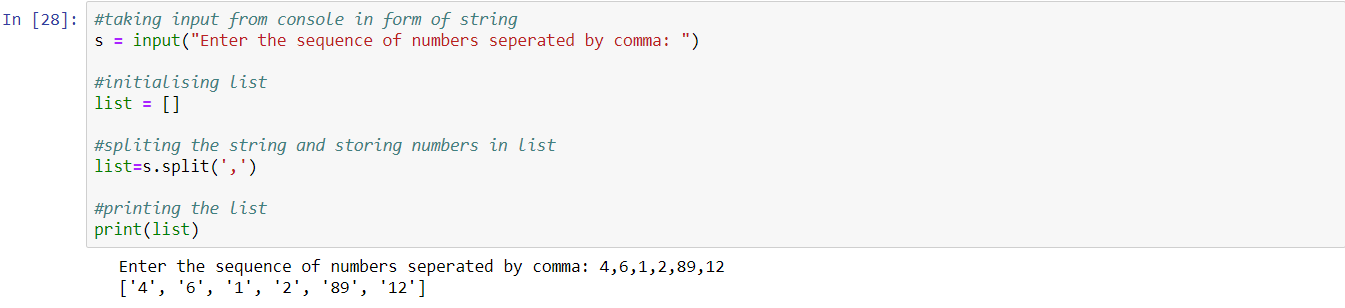 In [28]: #taking input from console in form of string
s = input("Enter the sequence of numbers seperated by comma: ")
#initialising list
list = []
#spliting the string and storing numbers in list
list=s.split(',')
#printing the list
print(list)
Enter the sequence of numbers seperated by comma: 4,6,1,2,89,12
['4', '6', '1', '2', '89', '12']